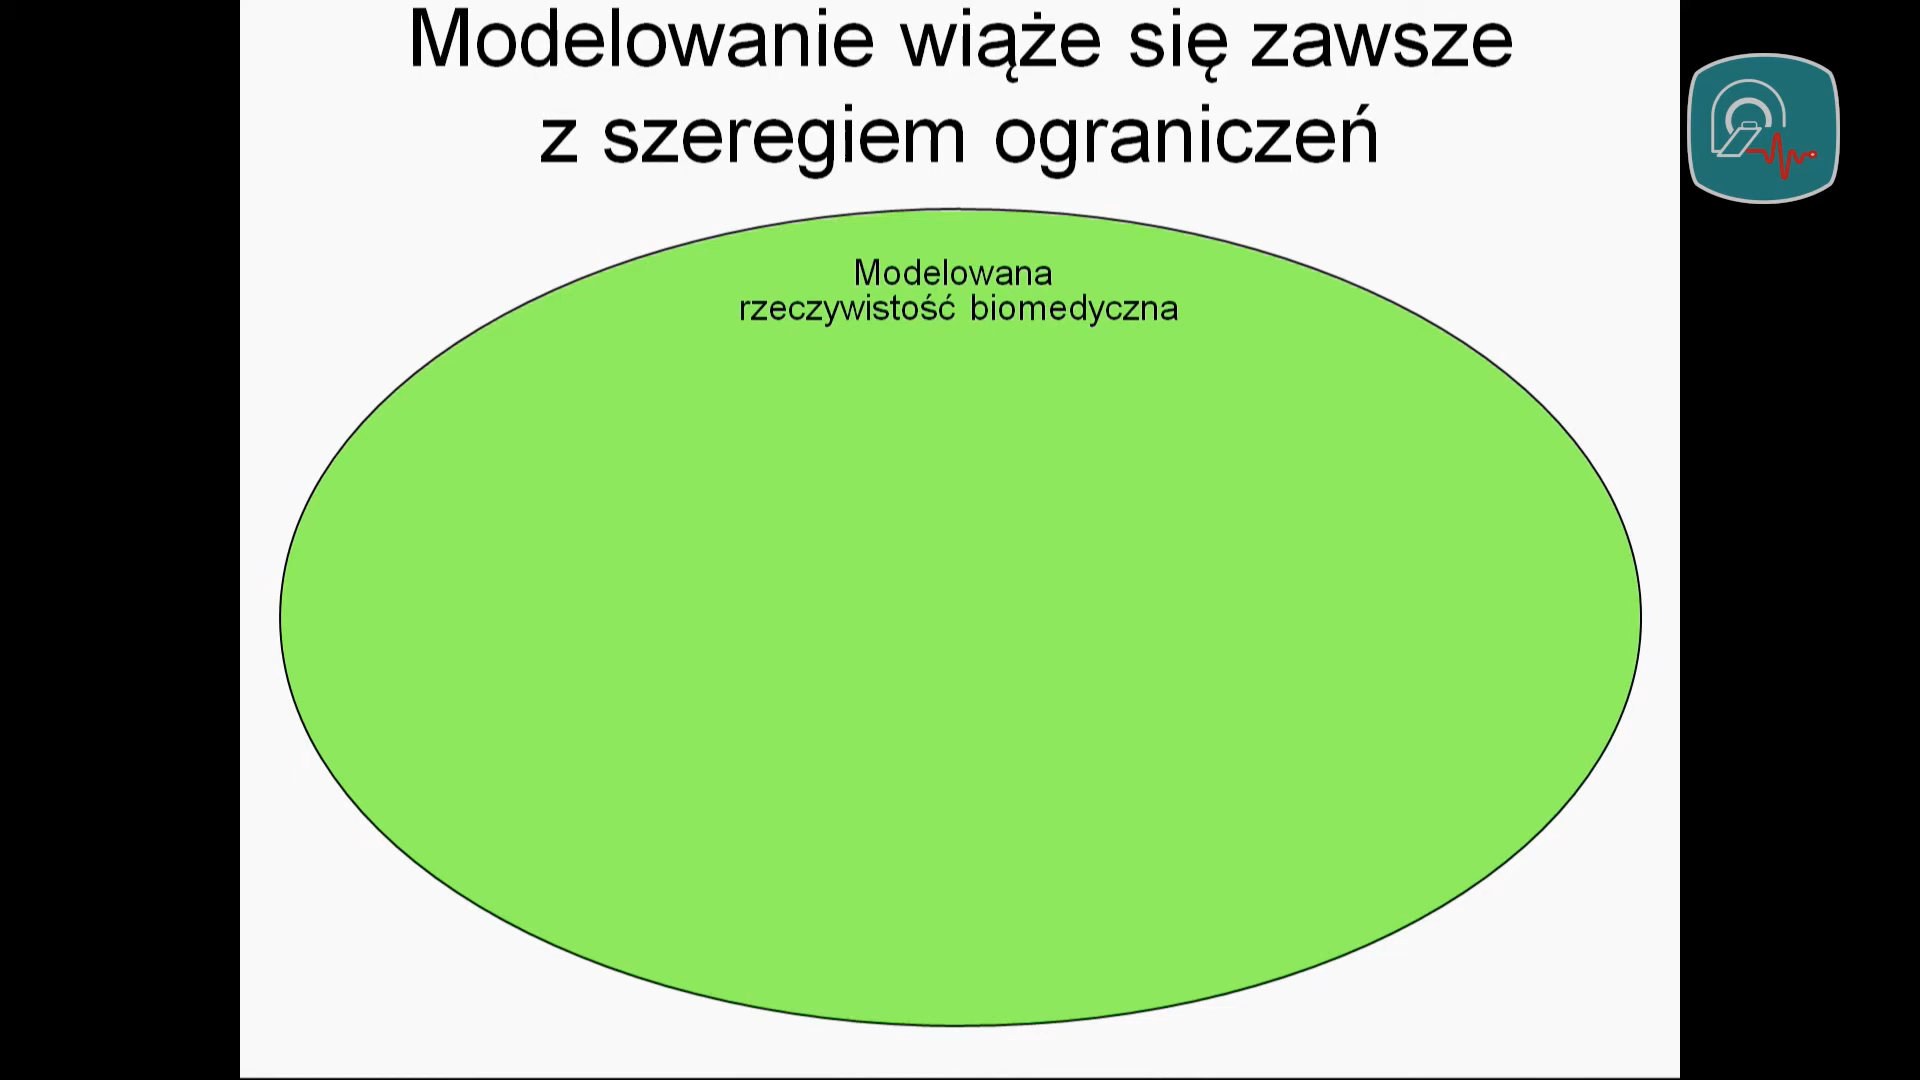 Modelowanie wiąże się zawsze
z szeregiem ograniczeń
Modelowana
rzeczywistość biomedyczna